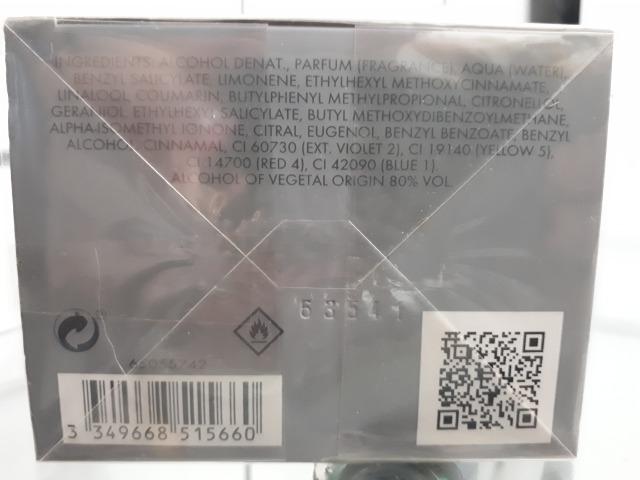 INGREDIENTS: ALCOHOL DENAT., PARFUM (FRAGRANCE), AQUA (WATER),
BENZYL SALICYLATE, LIMONENE, ETHYLHEXYL METHOXYCINNAMATE,
LINALOOL, COUMARIN, BUTYLPHENYL METHYLPROPIONAL, CITRONELLOL,
GERANIOL, ETHYLHEXYL SALICYLATE, BUTYL METHOXYDIBENZOYLMETHANE,
ALPHA-ISOMETHYL IONONE, CITRAL, EUGENOL, BENZYL BENZOATE, BENZYL
ALCOHOL, CINNAMAL, CI 60730 (EXT. VIOLET 2), CI 19140 (YELLOW 5),
CI 14700 (RED 4), CI 42090 (BLUE 1).
ALCOHOL OF VEGETAL ORIGIN 80% VOL.
65055742
3 349668 515660